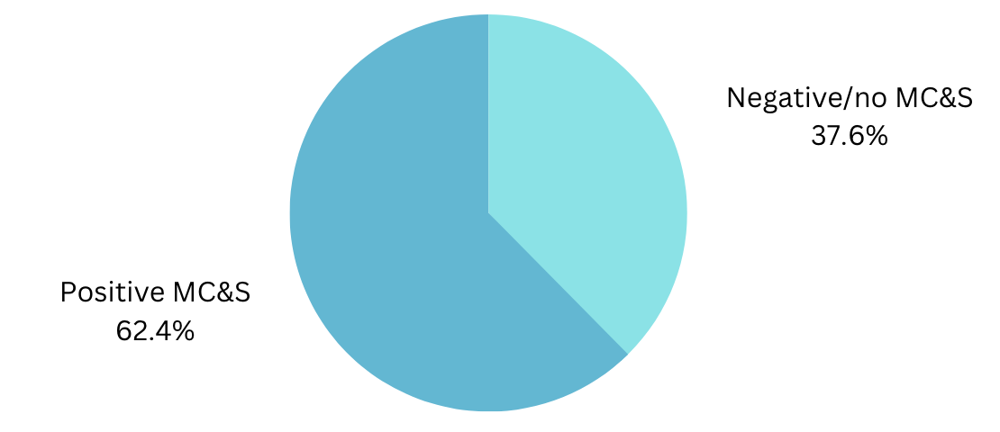 Negative/no MC&S
37.6%
Positive MC&S
62.4%